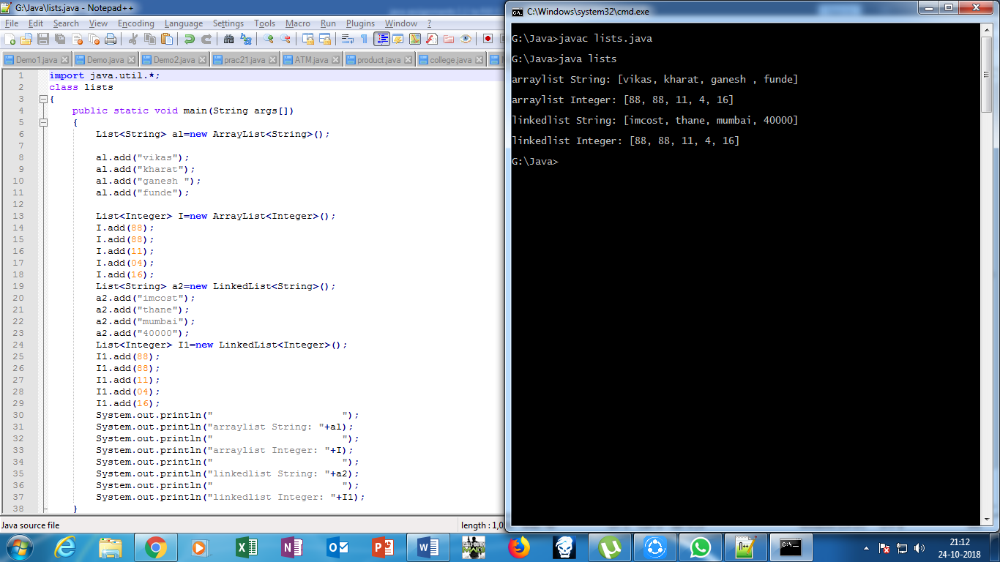 G:\Java\lists.java - Notepad++
File Edit Search View Encoding Language Settings Tools Macro Run Plugins Window ?
Demo1.java Demo.java Demo2.java prac21.java ATM.java product.java college.java
1 import java.util.*;
2 class lists
3 {
4 public static void main(String args[])
5 {
6 List<String> al=new ArrayList<String>();
7
8 al.add("vikas");
9 al.add("kharat");
10 al.add("ganesh ");
11 al.add("funde");
12
13 List<Integer> I=new ArrayList<Integer>();
14 I.add(88);
15 I.add(88);
16 I.add(11);
17 I.add(04);
18 I.add(16);
19 List<String> a2=new LinkedList<String>();
20 a2.add("imcost");
21 a2.add("thane");
22 a2.add("mumbai");
23 a2.add("40000");
24 List<Integer> I1=new LinkedList<Integer>();
25 I1.add(88);
26 I1.add(88);
27 I1.add(11);
28 I1.add(04);
29 I1.add(16);
30 System.out.println("                      ");
31 System.out.println("arraylist String: "+al);
32 System.out.println("                      ");
33 System.out.println("arraylist Integer: "+I);
34 System.out.println("                      ");
35 System.out.println("linkedlist String: "+a2);
36 System.out.println("                      ");
37 System.out.println("linkedlist Integer: "+I1);
38 }
Java source file
length : 1,0
C:\Windows\system32\cmd.exe
G:\Java>javac lists.java
G:\Java>java lists
arraylist String: [vikas, kharat, ganesh , funde]
arraylist Integer: [88, 88, 11, 4, 16]
linkedlist String: [imcost, thane, mumbai, 40000]
linkedlist Integer: [88, 88, 11, 4, 16]
G:\Java>
21:12
24-10-2018